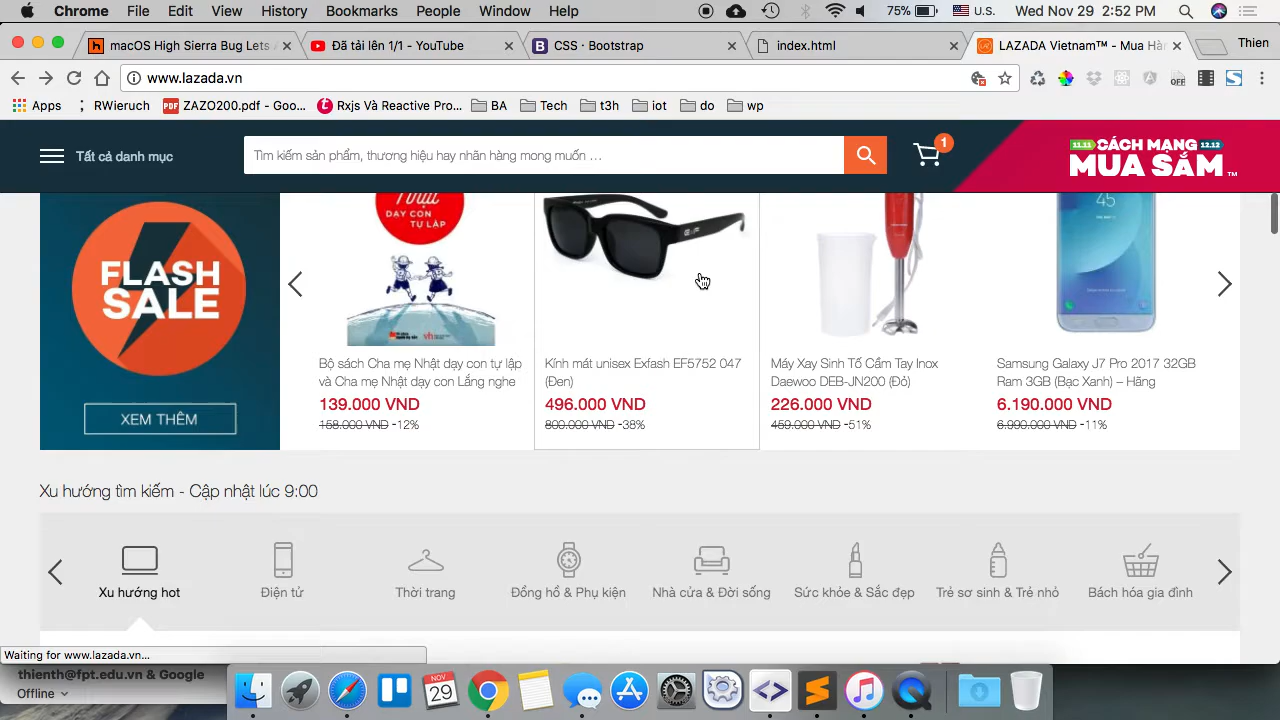 Chrome File Edit View History Bookmarks People Window Help 75% U.S. Wed Nov 29 2:52 PM
macOS High Sierra Bug Lets A
Đã tải lên 1/1 - YouTube
CSS · Bootstrap
index.html
LAZADA Vietnam™ - Mua Hàn
Thien
www.lazada.vn
OFF
Apps
RWieruch
ZAZO200.pdf - Goo...
Rxjs Và Reactive Pro...
BA
Tech
t3h
iot
do
wp
Tất cả danh mục
Tìm kiếm sản phẩm, thương hiệu hay nhãn hàng mong muốn ...
1
11.11 CÁCH MẠNG 12.12
MUA SẮM ™
FLASH
SALE
XEM THÊM
DẠY CON
TỰ LẬP
45
Bộ sách Cha mẹ Nhật dạy con tự lập
và Cha mẹ Nhật dạy con Lắng nghe
139.000 VND
158.000 VND -12%
Kính mát unisex Exfash EF5752 047
(Đen)
496.000 VND
800.000 VND -38%
Máy Xay Sinh Tố Cầm Tay Inox
Daewoo DEB-JN200 (Đỏ)
226.000 VND
459.000 VND -51%
Samsung Galaxy J7 Pro 2017 32GB
Ram 3GB (Bạc Xanh) – Hãng
6.190.000 VND
6.990.000 VND -11%
Xu hướng tìm kiếm - Cập nhật lúc 9:00
Xu hướng hot
Điện tử
Thời trang
Đồng hồ & Phụ kiện
Nhà cửa & Đời sống
Sức khỏe & Sắc đẹp
Trẻ sơ sinh & Trẻ nhỏ
Bách hóa gia đình
Waiting for www.lazada.vn...
thienth@fpt.edu.vn & Google
Offline
NOV
29